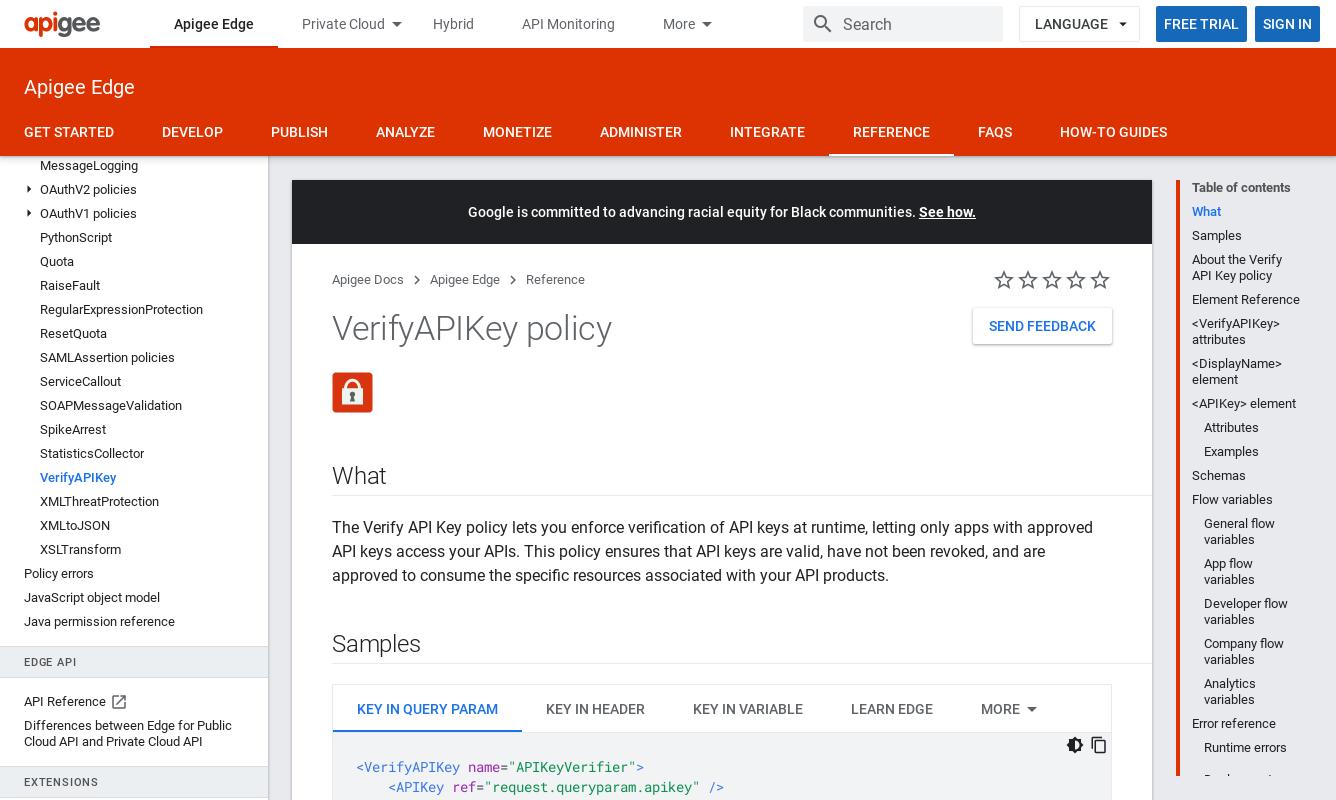 apigee
Apigee Edge
Private Cloud
Hybrid
API Monitoring
More
Search
LANGUAGE
FREE TRIAL
SIGN IN
Apigee Edge
GET STARTED
DEVELOP
PUBLISH
ANALYZE
MONETIZE
ADMINISTER
INTEGRATE
REFERENCE
FAQS
HOW-TO GUIDES
MessageLogging
OAuthV2 policies
OAuthV1 policies
PythonScript
Quota
RaiseFault
RegularExpressionProtection
ResetQuota
SAMLAssertion policies
ServiceCallout
SOAPMessageValidation
SpikeArrest
StatisticsCollector
VerifyAPIKey
XMLThreatProtection
XMLtoJSON
XSLTransform
Policy errors
JavaScript object model
Java permission reference
EDGE API
API Reference
Differences between Edge for Public
Cloud API and Private Cloud API
EXTENSIONS
Google is committed to advancing racial equity for Black communities. See how.
Apigee Docs
Apigee Edge
Reference
VerifyAPIKey policy
SEND FEEDBACK
What
The Verify API Key policy lets you enforce verification of API keys at runtime, letting only apps with approved
API keys access your APIs. This policy ensures that API keys are valid, have not been revoked, and are
approved to consume the specific resources associated with your API products.
Samples
KEY IN QUERY PARAM
KEY IN HEADER
KEY IN VARIABLE
LEARN EDGE
MORE
<VerifyAPIKey name="APIKeyVerifier">
<APIKey ref="request.queryparam.apikey" />
Table of contents
What
Samples
About the Verify
API Key policy
Element Reference
<VerifyAPIKey>
attributes
<DisplayName>
element
<APIKey> element
Attributes
Examples
Schemas
Flow variables
General flow
variables
App flow
variables
Developer flow
variables
Company flow
variables
Analytics
variables
Error reference
Runtime errors